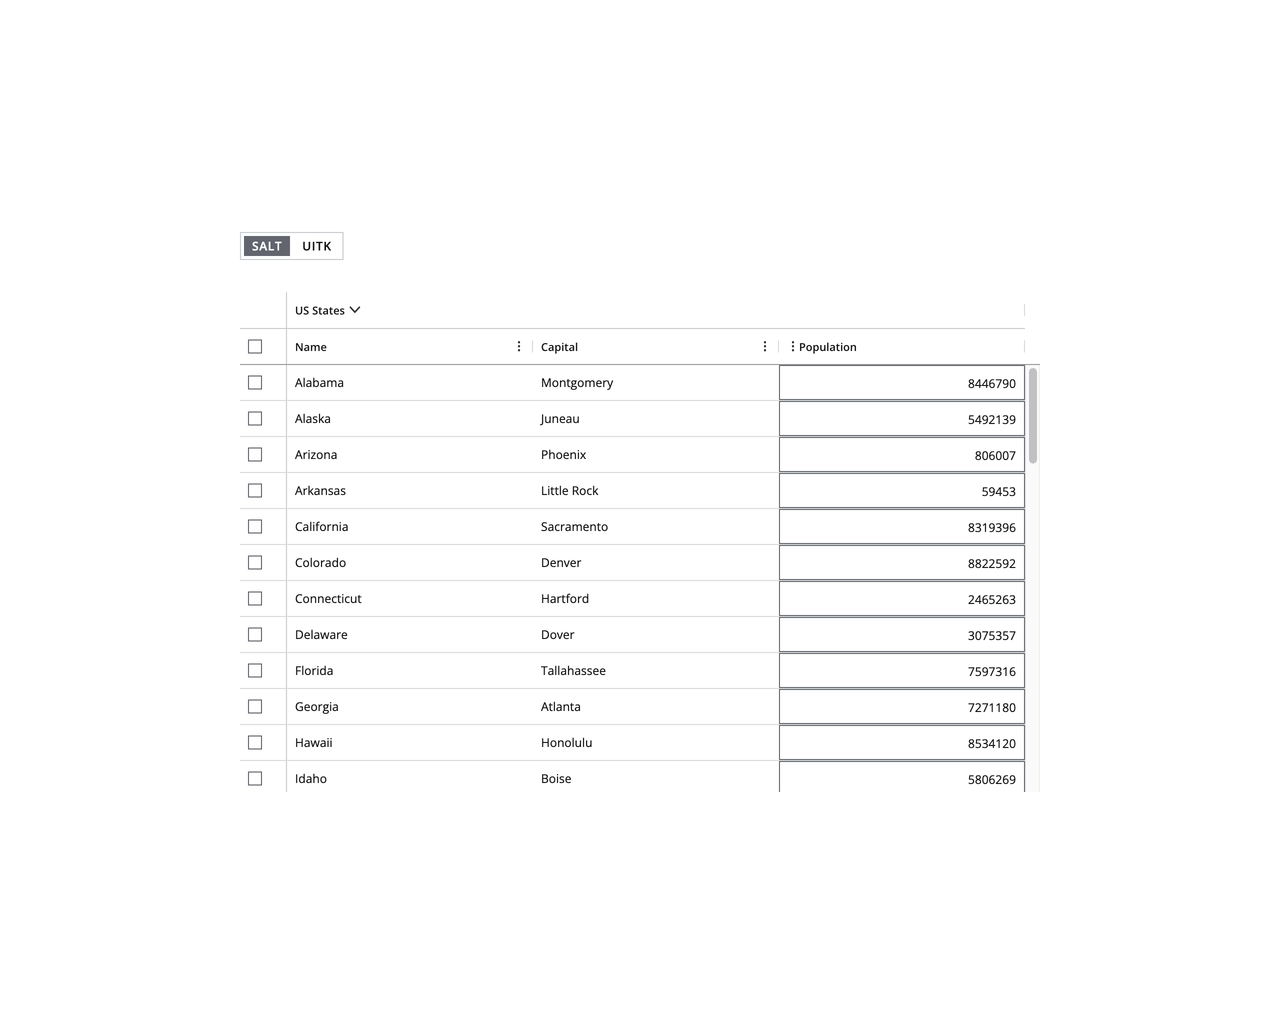 SALT UITK
US States
Name Capital Population
Alabama Montgomery 8446790
Alaska Juneau 5492139
Arizona Phoenix 806007
Arkansas Little Rock 59453
California Sacramento 8319396
Colorado Denver 8822592
Connecticut Hartford 2465263
Delaware Dover 3075357
Florida Tallahassee 7597316
Georgia Atlanta 7271180
Hawaii Honolulu 8534120
Idaho Boise 5806269